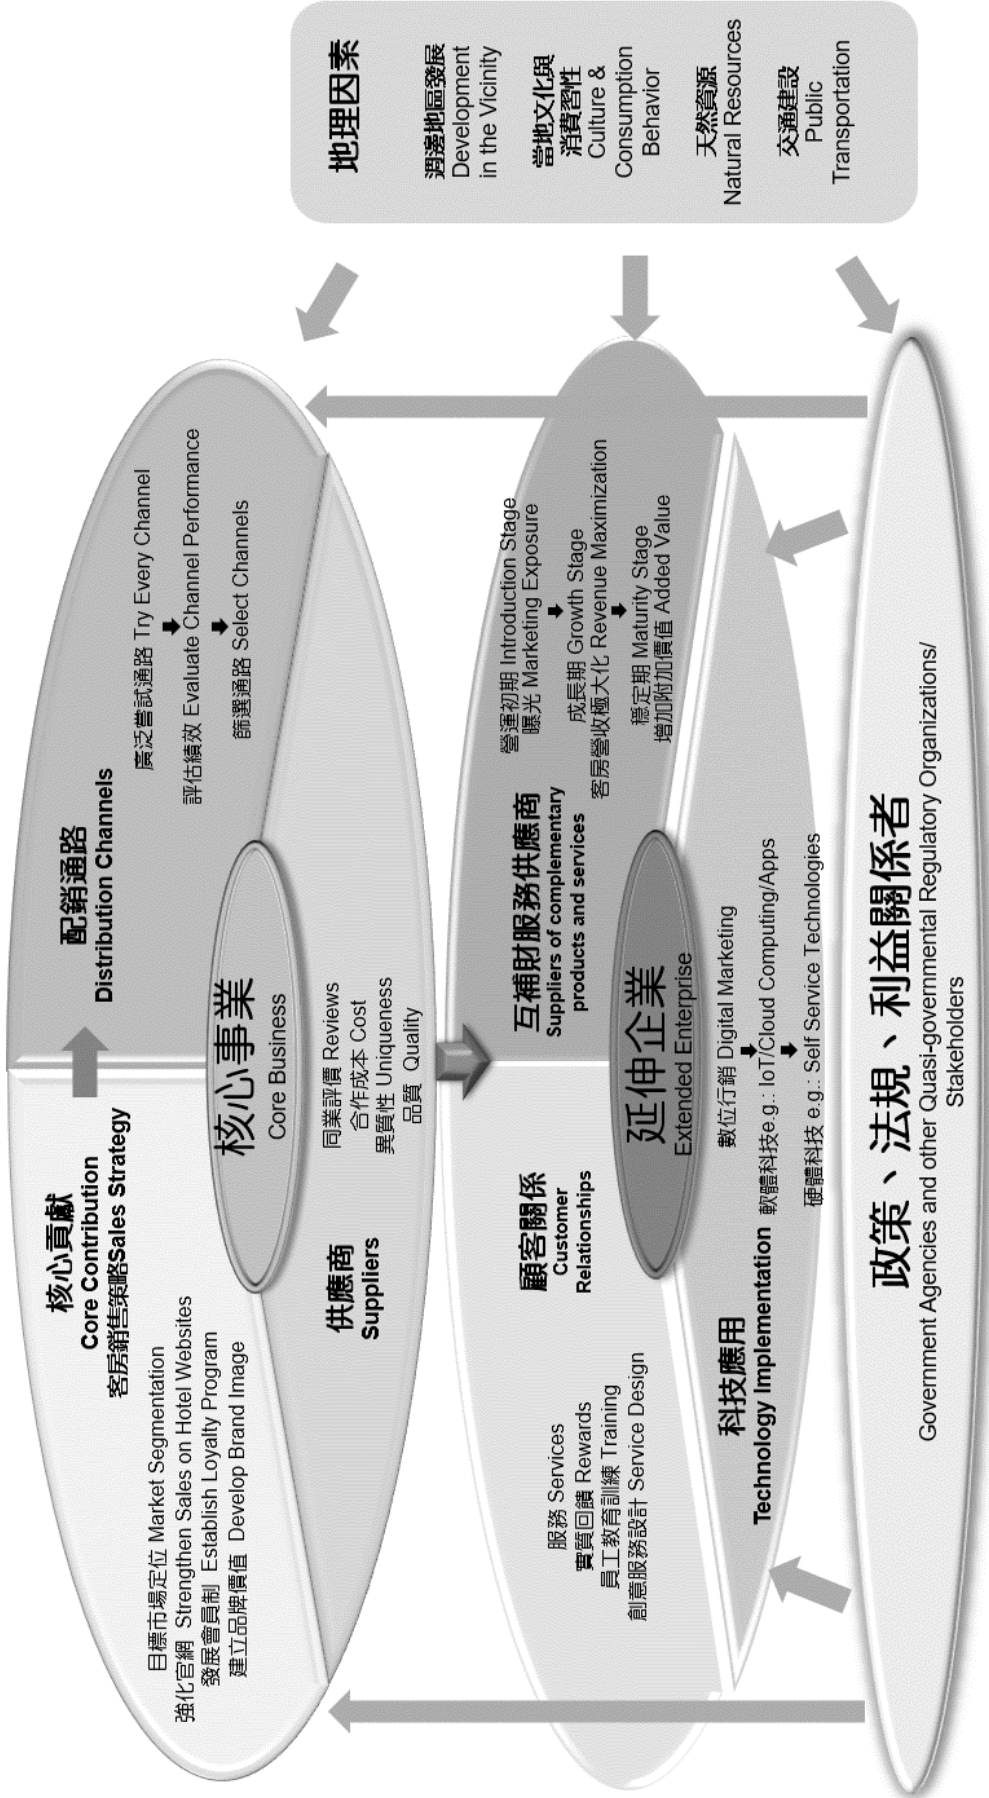 核心貢獻
Core Contribution
客房銷售策略Sales Strategy
目標市場定位 Market Segmentation
強化官網 Strengthen Sales on Hotel Websites
發展會員制 Establish Loyalty Program
建立品牌價值 Develop Brand Image
配銷通路
Distribution Channels
廣泛嘗試通路 Try Every Channel
評估績效 Evaluate Channel Performance
篩選通路 Select Channels
核心事業
Core Business
供應商
Suppliers
同業評價 Reviews
合作成本 Cost
異質性 Uniqueness
品質 Quality
顧客關係
Customer
Relationships
服務 Services
實質回饋 Rewards
員工教育訓練 Training
創意服務設計 Service Design
互補財服務供應商
Suppliers of complementary
products and services
營運初期 Introduction Stage
曝光 Marketing Exposure
成長期 Growth Stage
客房營收極大化 Revenue Maximization
穩定期 Maturity Stage
增加附加價值 Added Value
延伸企業
Extended Enterprise
科技應用
Technology Implementation
數位行銷 Digital Marketing
軟體科技e.g.: IoT/Cloud Computing/Apps
硬體科技 e.g.: Self Service Technologies
政策、法規、利益關係者
Government Agencies and other Quasi-governmental Regulatory Organizations/
Stakeholders
地理因素
週邊地區發展
Development
in the Vicinity
當地文化與
消費習性
Culture &
Consumption
Behavior
天然資源
Natural Resources
交通建設
Public
Transportation